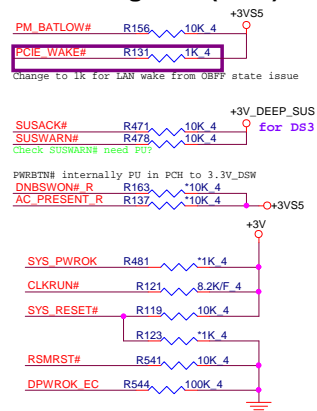 +3VS5
PM_BATLOW# R156 10K_4
PCIE_WAKE# R131 1K_4
Change to 1k for LAN wake from OBFF state issue
+3V_DEEP_SUS
SUSACK# R471 10K_4 for DS3
SUSWARN# R478 10K_4
Check SUSWARN# need PU?
PWRBTN# internally PU in PCH to 3.3V_DSW
DNBSWON#_R R163 *10K_4
AC_PRESENT_R R137 *10K_4 +3VS5
+3V
SYS_PWROK R481 *1K_4
CLKRUN# R121 8.2K/F_4
SYS_RESET# R119 10K_4
R123 *1K_4
RSMRST# R541 10K_4
DPWROK_EC R544 100K_4